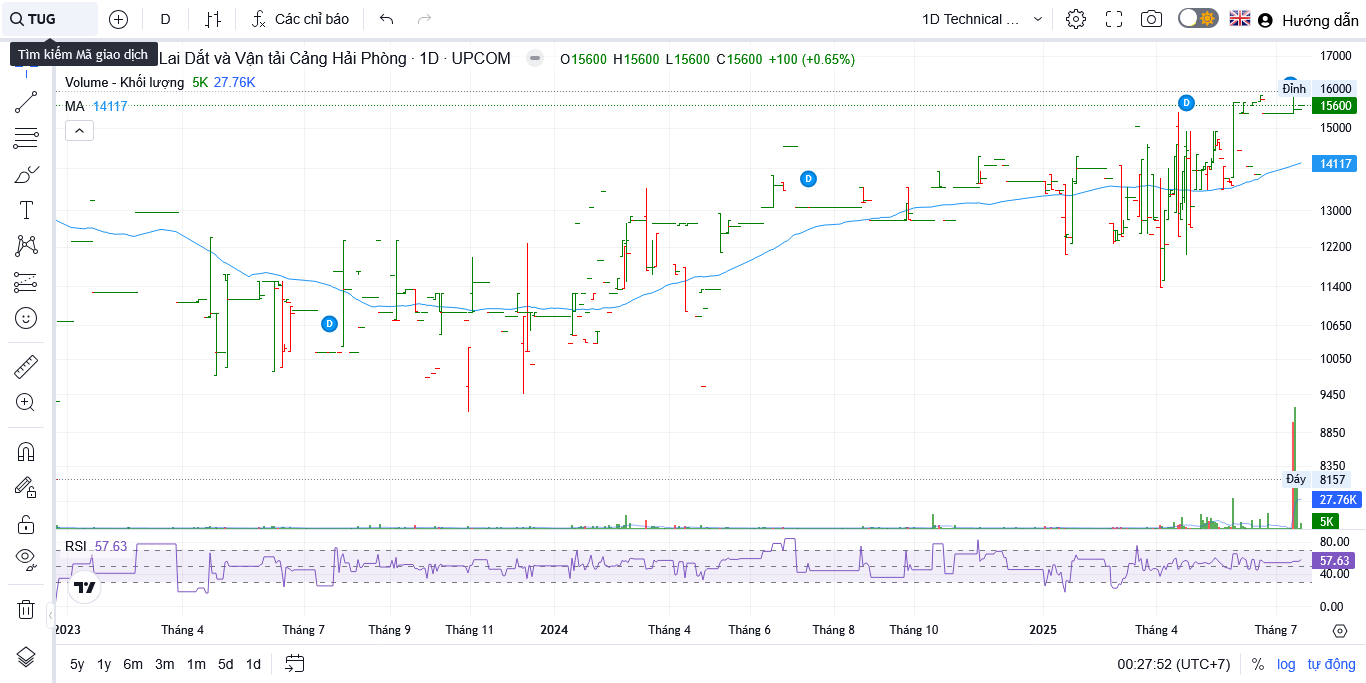 TUG
D
Các chỉ báo
1D Technical ...
Hướng dẫn
Tìm kiếm Mã giao dịch
Lai Dắt và Vận tải Cảng Hải Phòng · 1D · UPCOM
O15600 H15600 L15600 C15600 +100 (+0.65%)
Volume - Khối lượng 5K 27.76K
MA 14117
17000
Đỉnh 16000
15600
15000
14117
13000
12200
11400
10650
10050
9450
8850
8350
Đáy 8157
27.76K
5K
D
D
D
RSI 57.63
80.00
57.63
40.00
0.00
2023 Tháng 4 Tháng 7 Tháng 9 Tháng 11 2024 Tháng 4 Tháng 6 Tháng 8 Tháng 10 2025 Tháng 4 Tháng 7
5y 1y 6m 3m 1m 5d 1d
00:27:52 (UTC+7) % log tự động